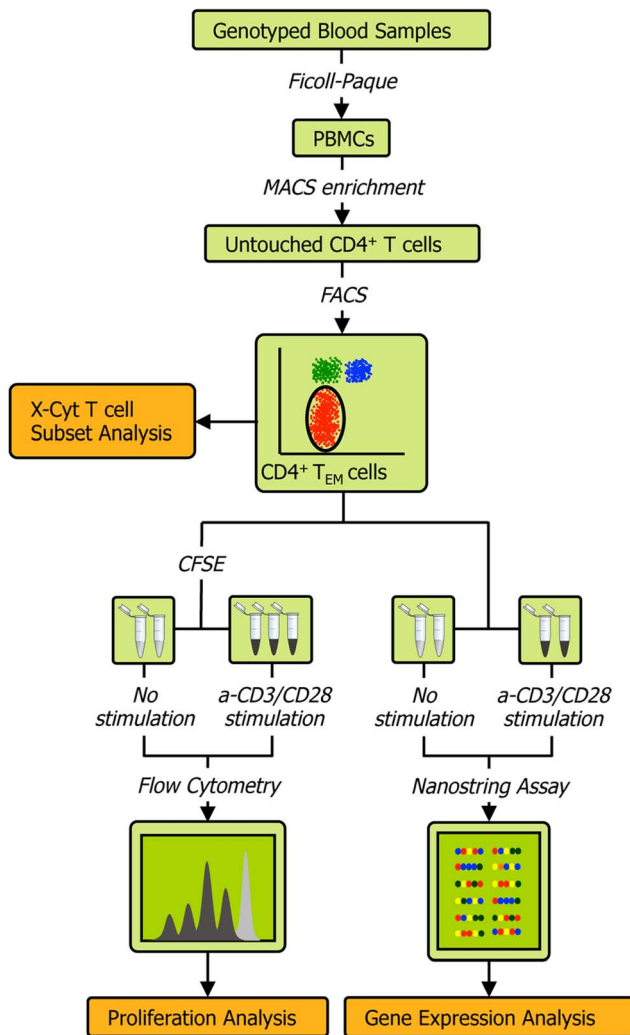 Genotyped Blood Samples
Ficoll-Paque
PBMCs
MACS enrichment
Untouched CD4⁺ T cells
FACS
X-Cyt T cell
Subset Analysis
CD4⁺ T_EM cells
CFSE
No
stimulation
a-CD3/CD28
stimulation
No
stimulation
a-CD3/CD28
stimulation
Flow Cytometry
Nanostring Assay
Proliferation Analysis
Gene Expression Analysis